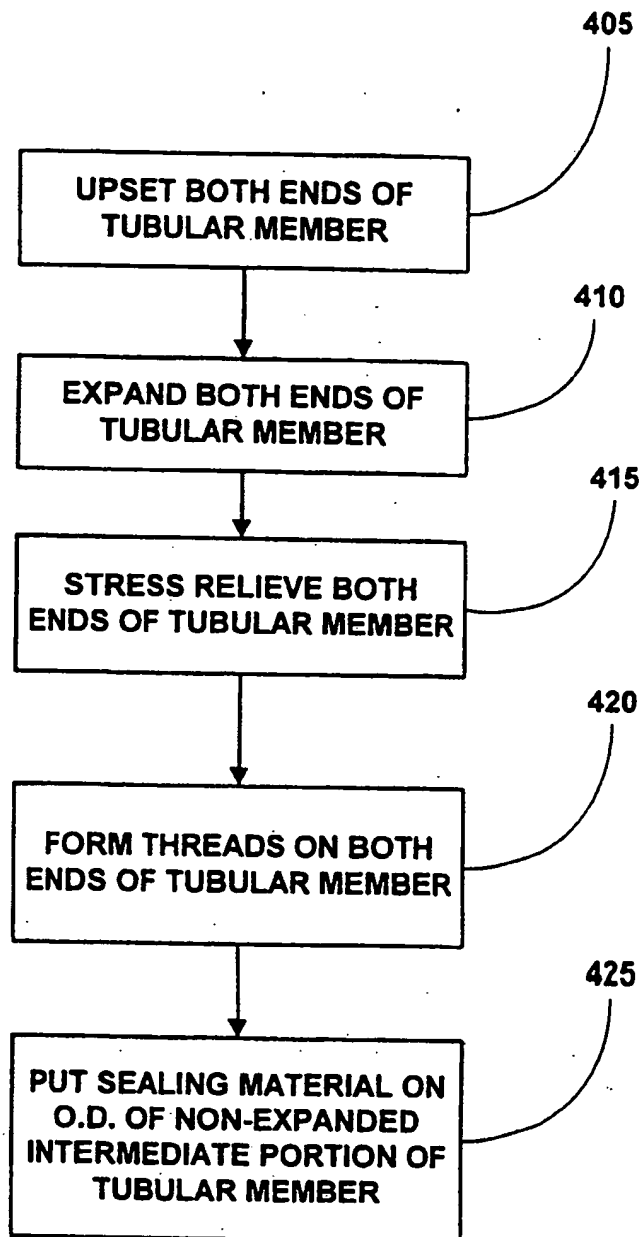 405
UPSET BOTH ENDS OF
TUBULAR MEMBER
410
EXPAND BOTH ENDS OF
TUBULAR MEMBER
415
STRESS RELIEVE BOTH
ENDS OF TUBULAR MEMBER
420
FORM THREADS ON BOTH
ENDS OF TUBULAR MEMBER
425
PUT SEALING MATERIAL ON
O.D. OF NON-EXPANDED
INTERMEDIATE PORTION OF
TUBULAR MEMBER